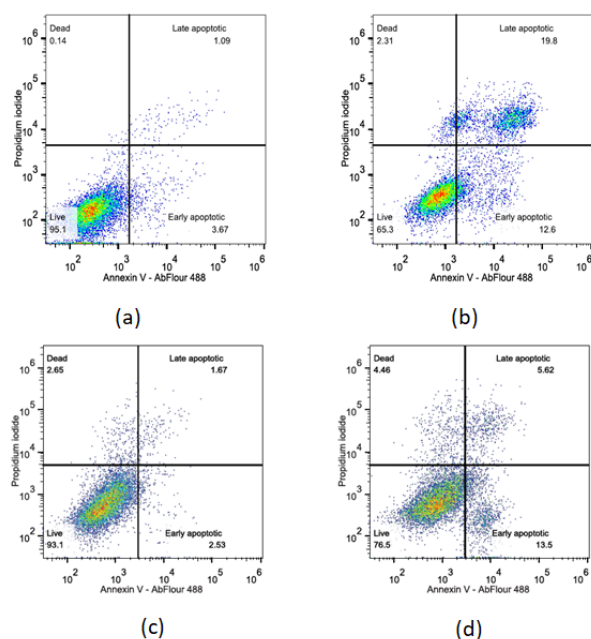 Dead Late apoptotic
0.14 1.09
10^6
10^5
10^4
10^3
10^2
Propidium iodide
Live Early apoptotic
95.1 3.67
10^2 10^3 10^4 10^5 10^6
Annexin V - AbFlour 488
(a)
Dead Late apoptotic
2.31 19.8
10^6
10^5
10^4
10^3
10^2
Propidium iodide
Live Early apoptotic
65.3 12.6
10^2 10^3 10^4 10^5 10^6
Annexin V - AbFlour 488
(b)
Dead Late apoptotic
2.65 1.67
10^6
10^5
10^4
10^3
10^2
Propidium iodide
Live Early apoptotic
93.1 2.53
10^2 10^3 10^4 10^5 10^6
Annexin V - AbFlour 488
(c)
Dead Late apoptotic
4.46 5.62
10^6
10^5
10^4
10^3
10^2
Propidium iodide
Live Early apoptotic
76.5 13.5
10^2 10^3 10^4 10^5 10^6
Annexin V - AbFlour 488
(d)